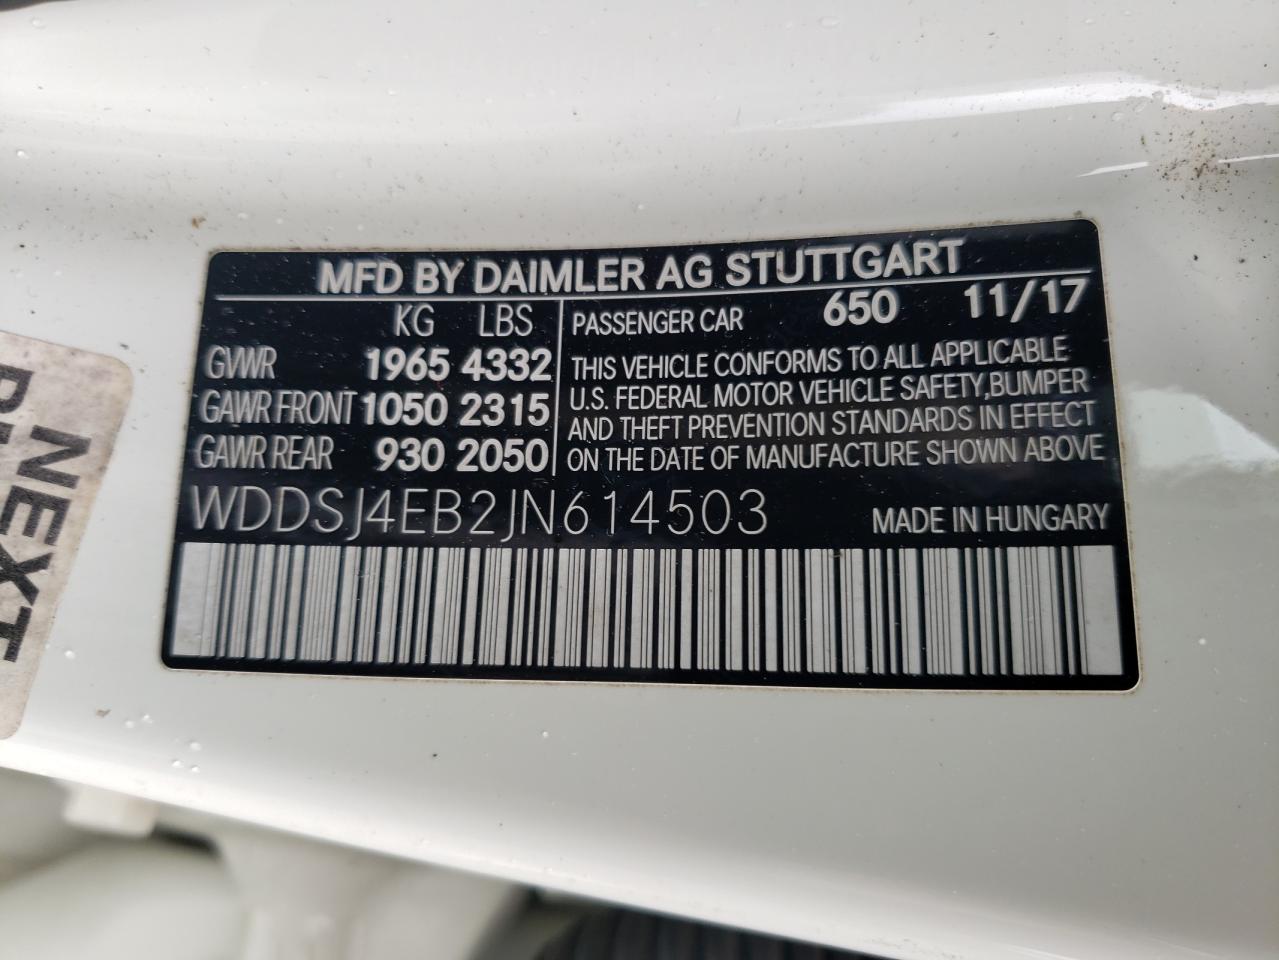 MFD BY DAIMLER AG STUTTGART
KG LBS
GVWR 1965 4332
GAWR FRONT 1050 2315
GAWR REAR 930 2050
PASSENGER CAR 650 11/17
THIS VEHICLE CONFORMS TO ALL APPLICABLE
U.S. FEDERAL MOTOR VEHICLE SAFETY, BUMPER
AND THEFT PREVENTION STANDARDS IN EFFECT
ON THE DATE OF MANUFACTURE SHOWN ABOVE
WDDSJ4EB2JN614503 MADE IN HUNGARY
NEXT